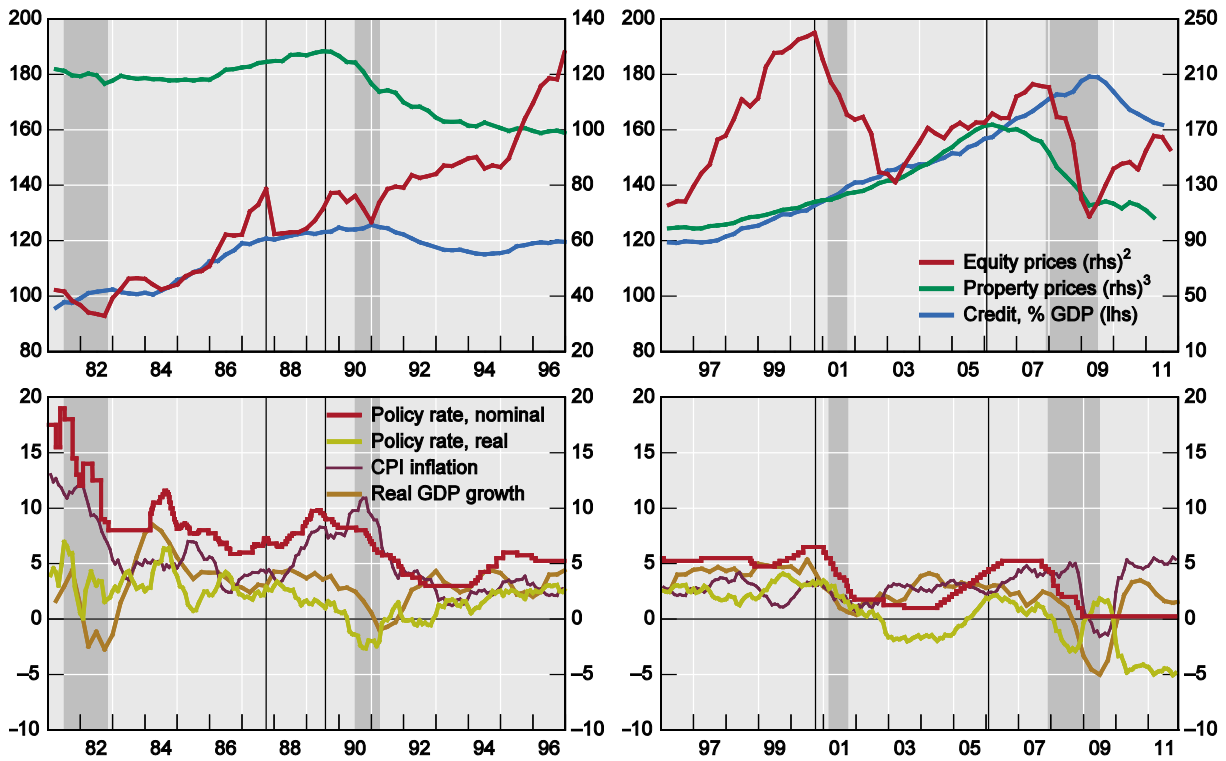 200 140 200 250
180 120 180 210
160 100 160 170
140 80 140 130
120 60 120 90
Equity prices (rhs)²
Property prices (rhs)³
Credit, % GDP (lhs)
100 40 100 50
80 20 80 10
82 84 86 88 90 92 94 96 97 99 01 03 05 07 09 11
20 20 20 20
Policy rate, nominal
Policy rate, real
CPI inflation
Real GDP growth
15 15 15 15
10 10 10 10
5 5 5 5
0 0 0 0
–5 –5 –5 –5
–10 –10 –10 –10
82 84 86 88 90 92 94 96 97 99 01 03 05 07 09 11